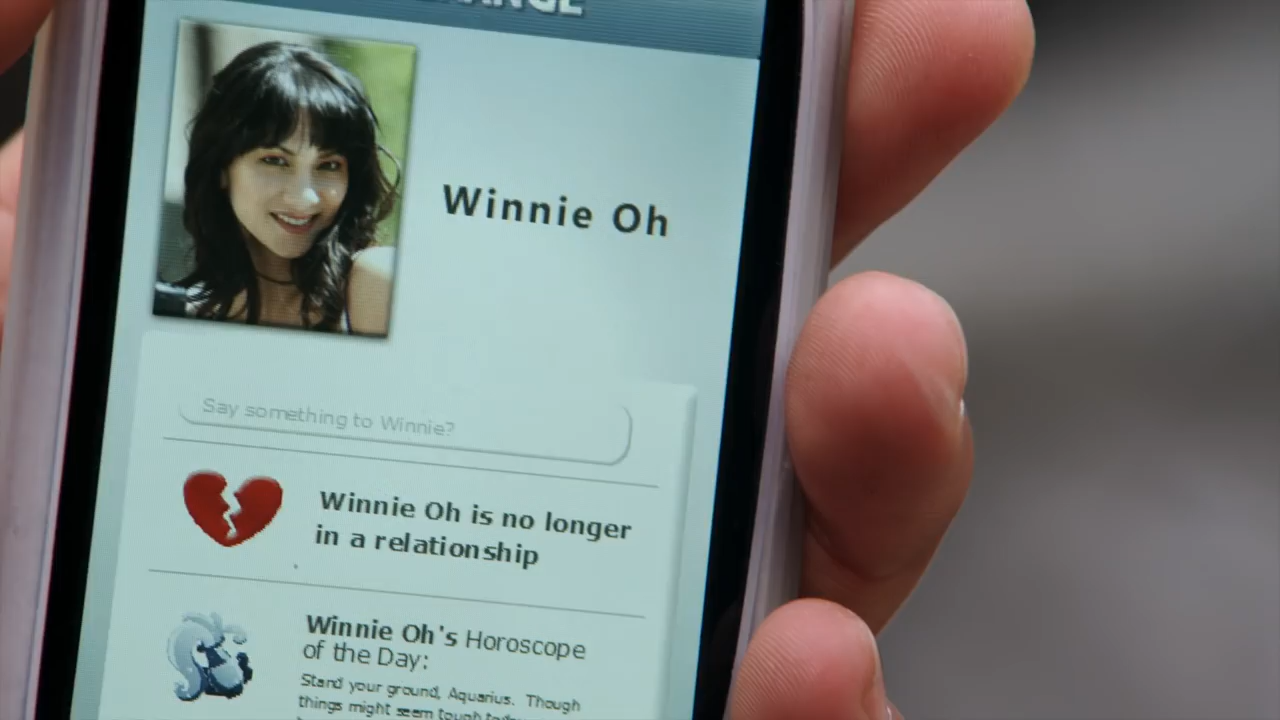 Winnie Oh
Say something to Winnie?
Winnie Oh is no longer
in a relationship
Winnie Oh's Horoscope
of the Day:
Stand your ground, Aquarius. Though
things might seem tough today